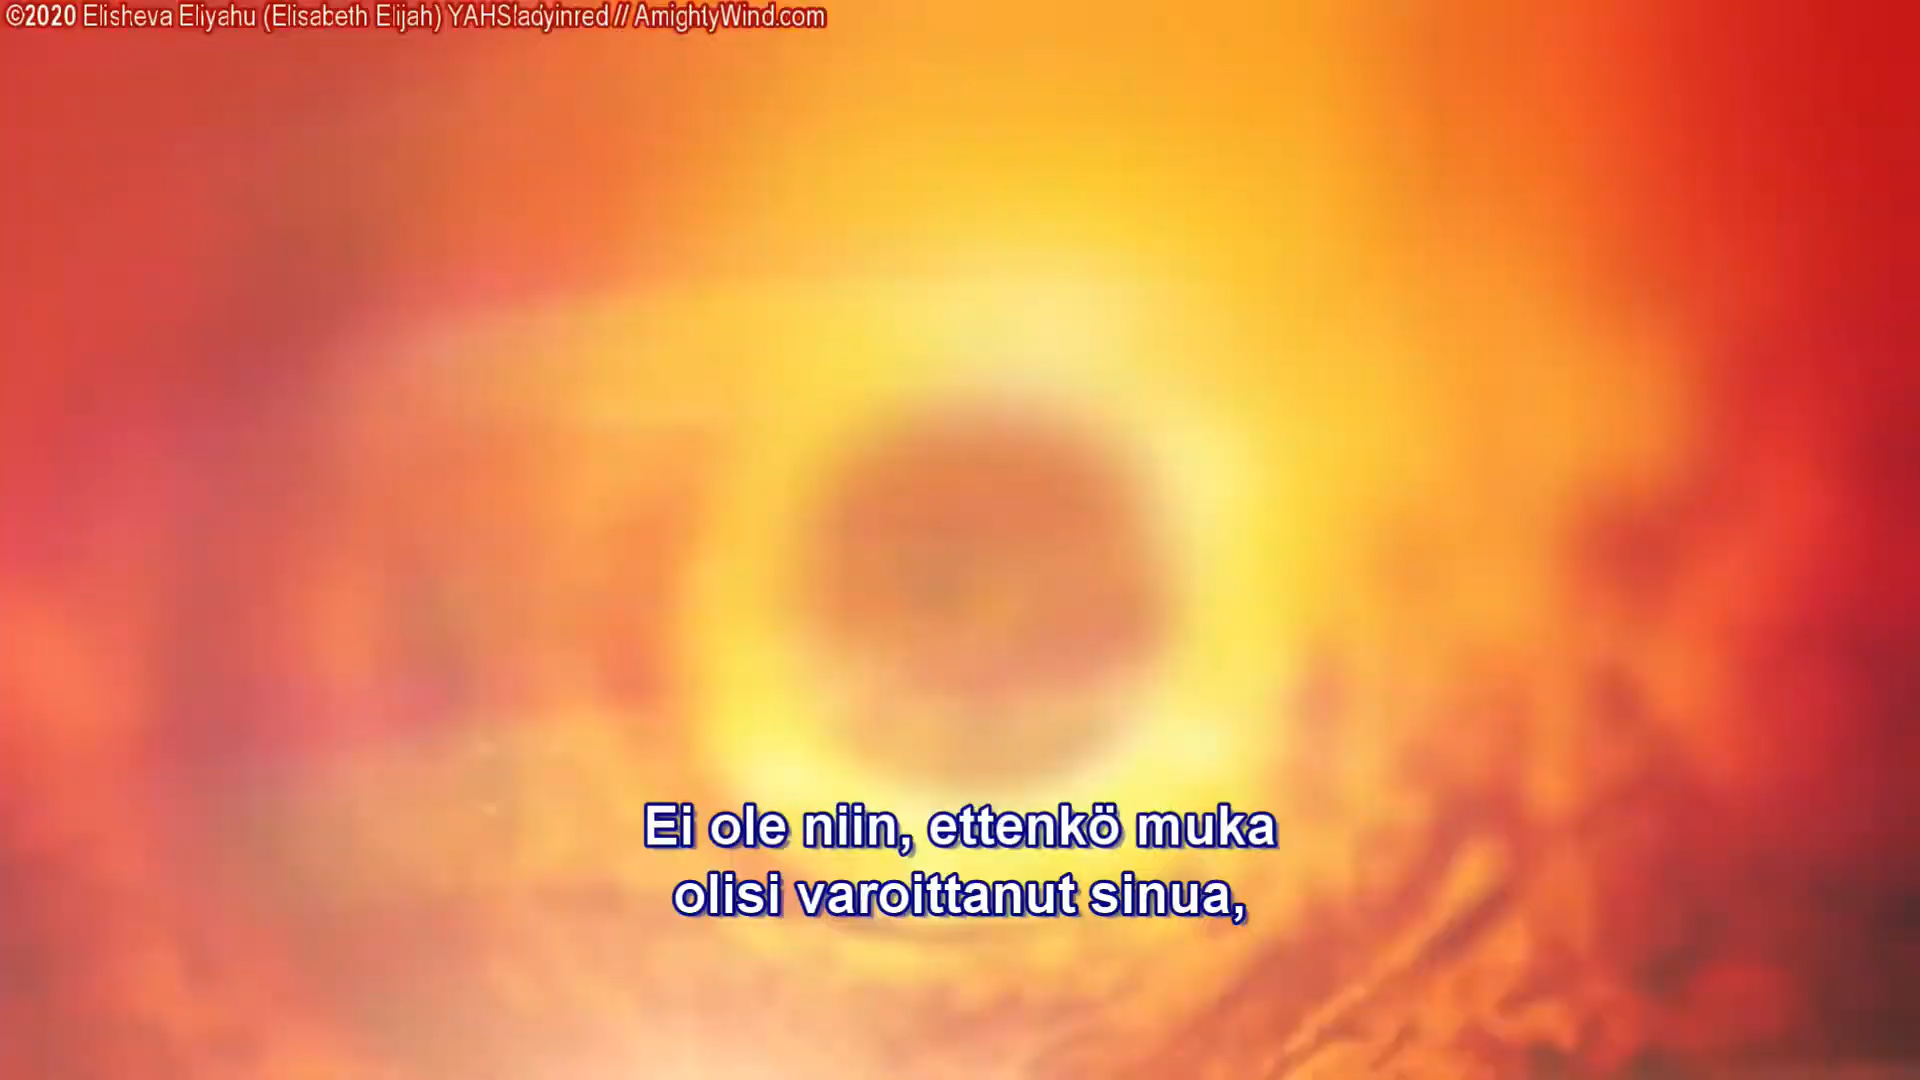 ©2020 Elisheva Eliyahu (Elisabeth Elijah) YAHSladyinred // AmightyWind.com
Ei ole niin, ettenkö muka
olisi varoittanut sinua,